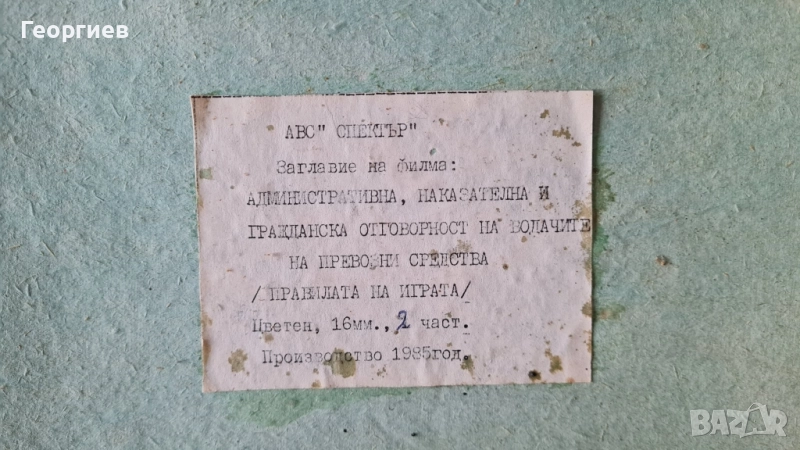 Георгиев
АВС" СПЕКТЪР"
Заглавие на филма:
АДМИНИСТРАТИВНА, НАКАЗАТЕЛНА И
ГРАЖДАНСКА ОТГОВОРНОСТ НА ВОДАЧИТЕ
НА ПРЕВОЗНИ СРЕДСТВА
/ПРАВИЛАТА НА ИГРАТА/
Цветен, 16мм., 2 част.
Производство 1985год.
BAZAR